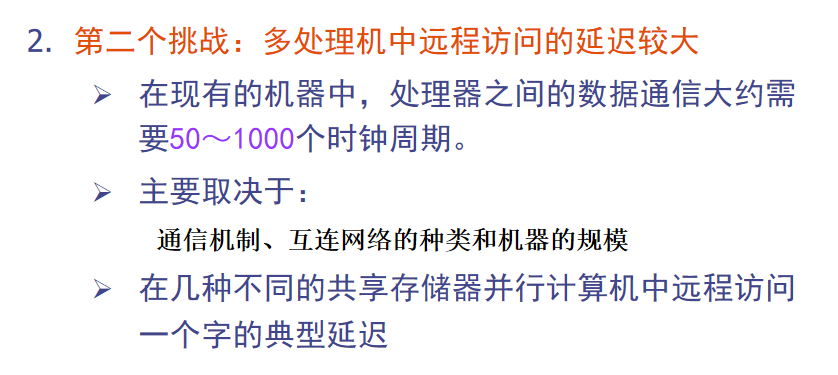 2. 第二个挑战：多处理机中远程访问的延迟较大
➢ 在现有的机器中，处理器之间的数据通信大约需
要50～1000个时钟周期。
➢ 主要取决于：
通信机制、互连网络的种类和机器的规模
➢ 在几种不同的共享存储器并行计算机中远程访问
一个字的典型延迟